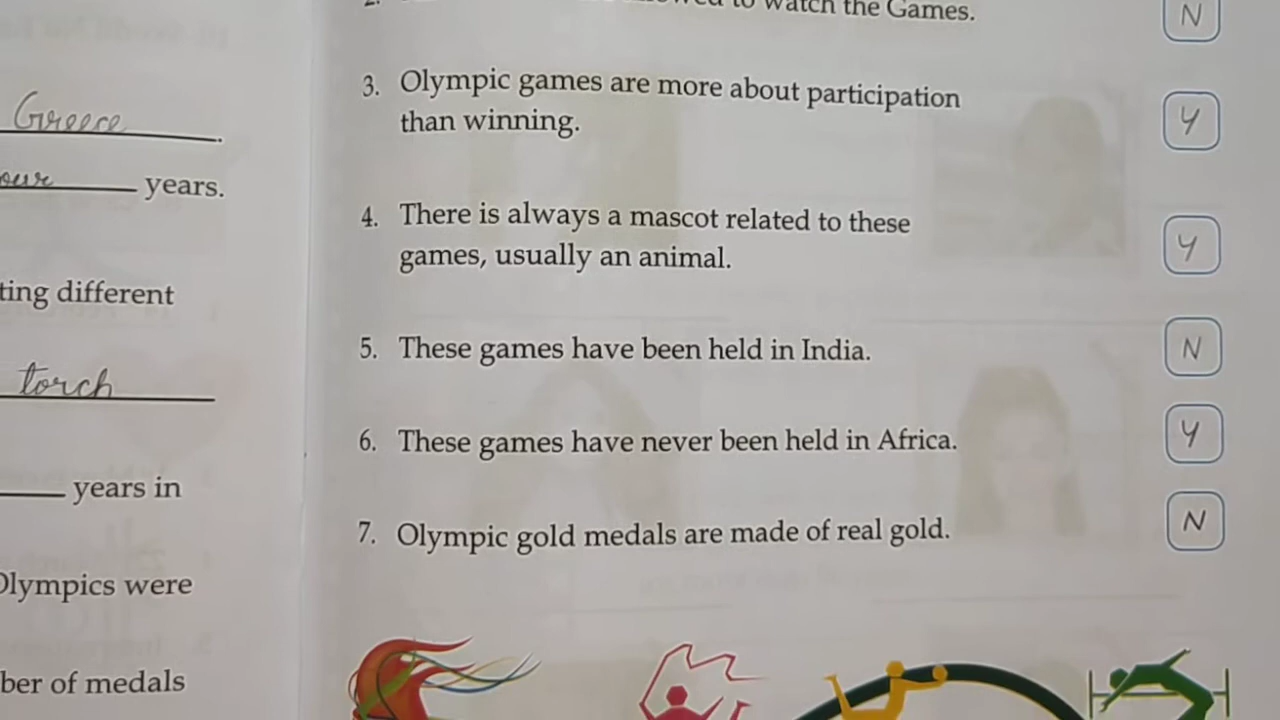 Greece.
years.
ting different
torch
years in
Olympics were
ber of medals
to watch the Games. N
3. Olympic games are more about participation
than winning. Y
4. There is always a mascot related to these
games, usually an animal. Y
5. These games have been held in India. N
6. These games have never been held in Africa. Y
7. Olympic gold medals are made of real gold. N